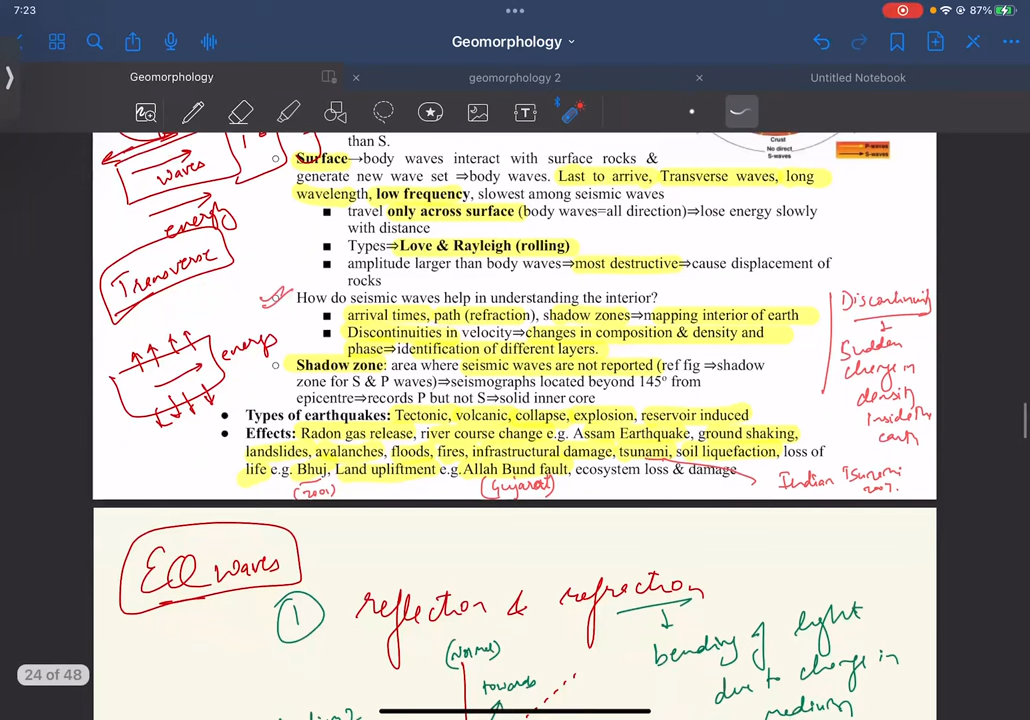 7:23
87%
Geomorphology
Geomorphology
geomorphology 2
Untitled Notebook
than S.
Crust
No direct
S-waves
P-waves
S-waves
waves
energy
Transverse
energy
Surface→body waves interact with surface rocks &
generate new wave set ⇒body waves. Last to arrive, Transverse waves, long
wavelength, low frequency, slowest among seismic waves
■ travel only across surface (body waves=all direction)⇒lose energy slowly
with distance
■ Types⇒Love & Rayleigh (rolling)
■ amplitude larger than body waves⇒most destructive⇒cause displacement of
rocks
How do seismic waves help in understanding the interior?
■ arrival times, path (refraction), shadow zones⇒mapping interior of earth
■ Discontinuities in velocity⇒changes in composition & density and
phase⇒identification of different layers.
○ Shadow zone: area where seismic waves are not reported (ref fig ⇒shadow
zone for S & P waves)⇒seismographs located beyond 145º from
epicentre⇒records P but not S⇒solid inner core
● Types of earthquakes: Tectonic, volcanic, collapse, explosion, reservoir induced
● Effects: Radon gas release, river course change e.g. Assam Earthquake, ground shaking,
landslides, avalanches, floods, fires, infrastructural damage, tsunami, soil liquefaction, loss of
life e.g. Bhuj, Land upliftment e.g. Allah Bund fault, ecosystem loss & damage
(2001)
(Gujarat)
Discontinuity
Sudden
change in
density
inside the
earth
Indian Tsunami
EQ waves
1
reflection & refraction
bending of light
due to change in
medium
(Normal)
towards
24 of 48